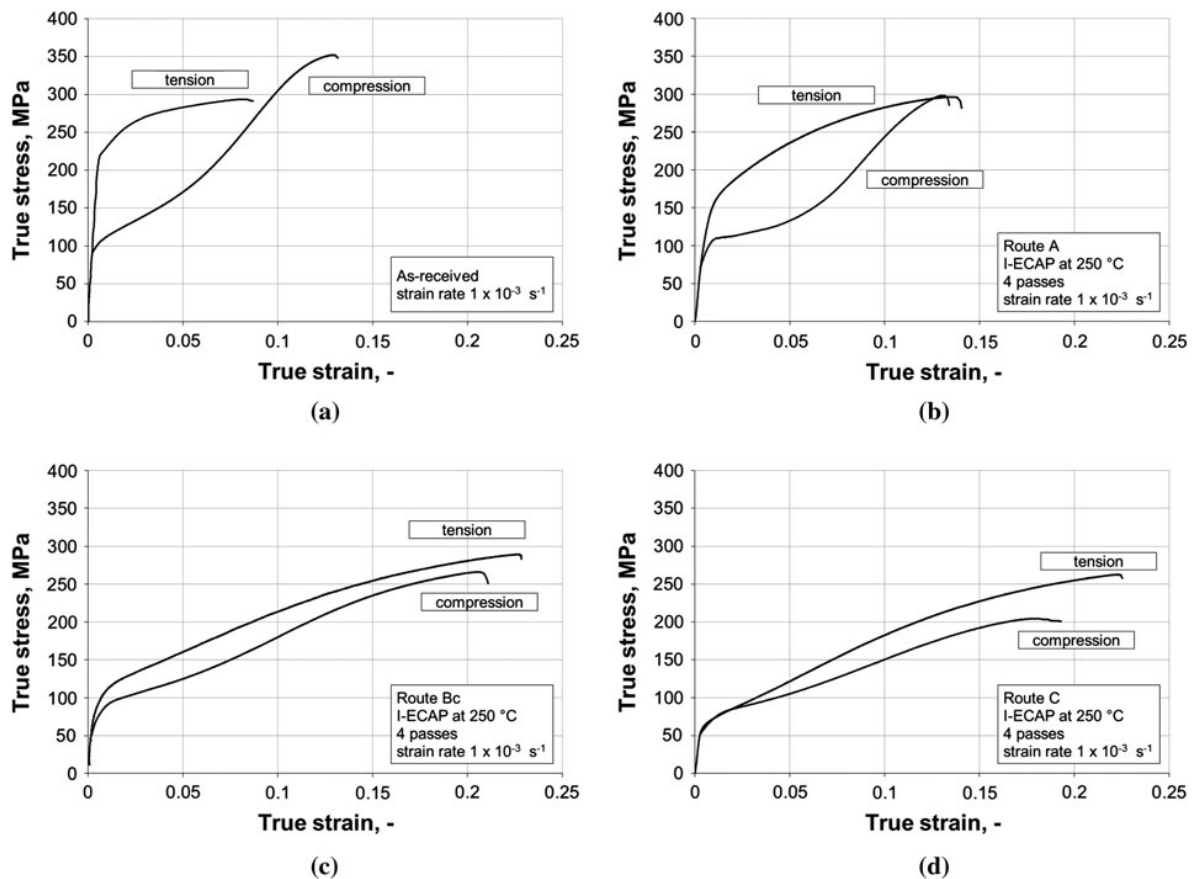 400
350
300
250
200
150
100
50
0
True stress, MPa
tension
compression
As-received
strain rate 1 x 10⁻³ s⁻¹
0 0.05 0.1 0.15 0.2 0.25
True strain, -
(a)
400
350
300
250
200
150
100
50
0
True stress, MPa
tension
compression
Route A
I-ECAP at 250 °C
4 passes
strain rate 1 x 10⁻³ s⁻¹
0 0.05 0.1 0.15 0.2 0.25
True strain, -
(b)
400
350
300
250
200
150
100
50
0
True stress, MPa
tension
compression
Route Bc
I-ECAP at 250 °C
4 passes
strain rate 1 x 10⁻³ s⁻¹
0 0.05 0.1 0.15 0.2 0.25
True strain, -
(c)
400
350
300
250
200
150
100
50
0
True stress, MPa
tension
compression
Route C
I-ECAP at 250 °C
4 passes
strain rate 1 x 10⁻³ s⁻¹
0 0.05 0.1 0.15 0.2 0.25
True strain, -
(d)